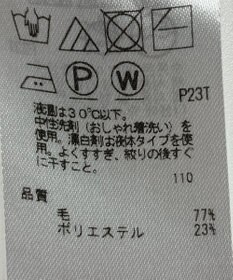 P W
P23T
液温は30℃以下。
中性洗剤(おしゃれ着洗い)を
使用。漂白剤は液体タイプを使
用。よくすすぎ、絞りの後すぐ
に干すこと。
110
品質
毛 77%
ポリエステル 23%